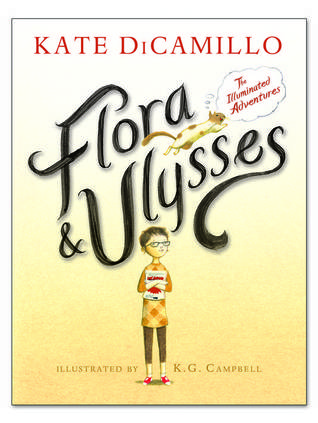 KATE DICAMILLO
The
Illuminated
Adventures
Flora
& Ulysses
ILLUSTRATED BY K.G. CAMPBELL